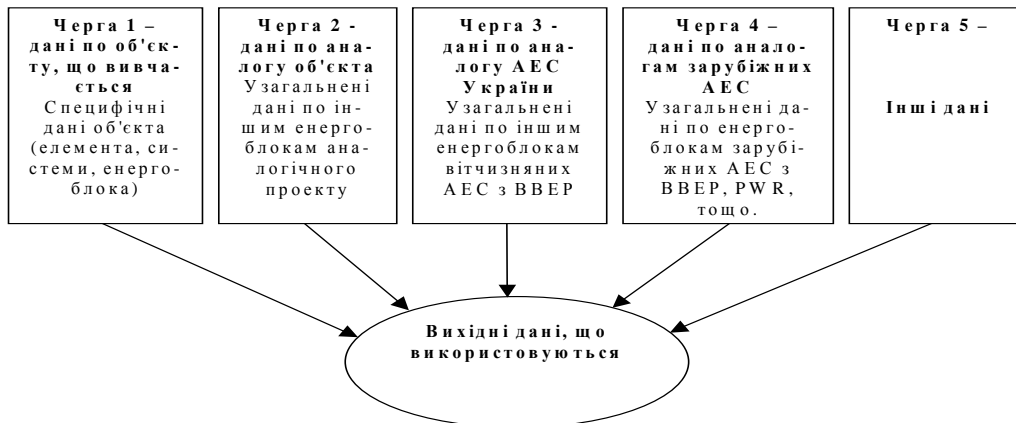 Черга 1 –
дані по об'єк-
ту, що вивча-
ється
Специфічні
дані об'єкта
(елемента, си-
стеми, енерго-
блока)
Черга 2 -
дані по ана-
логу об'єкта
Узагальнені
дані по ін-
шим енерго-
блокам ана-
логічного
проекту
Черга 3 -
дані по ана-
логу АЕС
України
Узагальнені
дані по іншим
енергоблокам
вітчизняних
АЕС з ВВЕР
Черга 4 –
дані по анало-
гам зарубіжних
АЕС
Узагальнені да-
ні по енерго-
блокам зарубі-
жних АЕС з
ВВЕР, PWR,
тощо.
Черга 5 –
Інші дані
Вихідні дані, що
використовуються